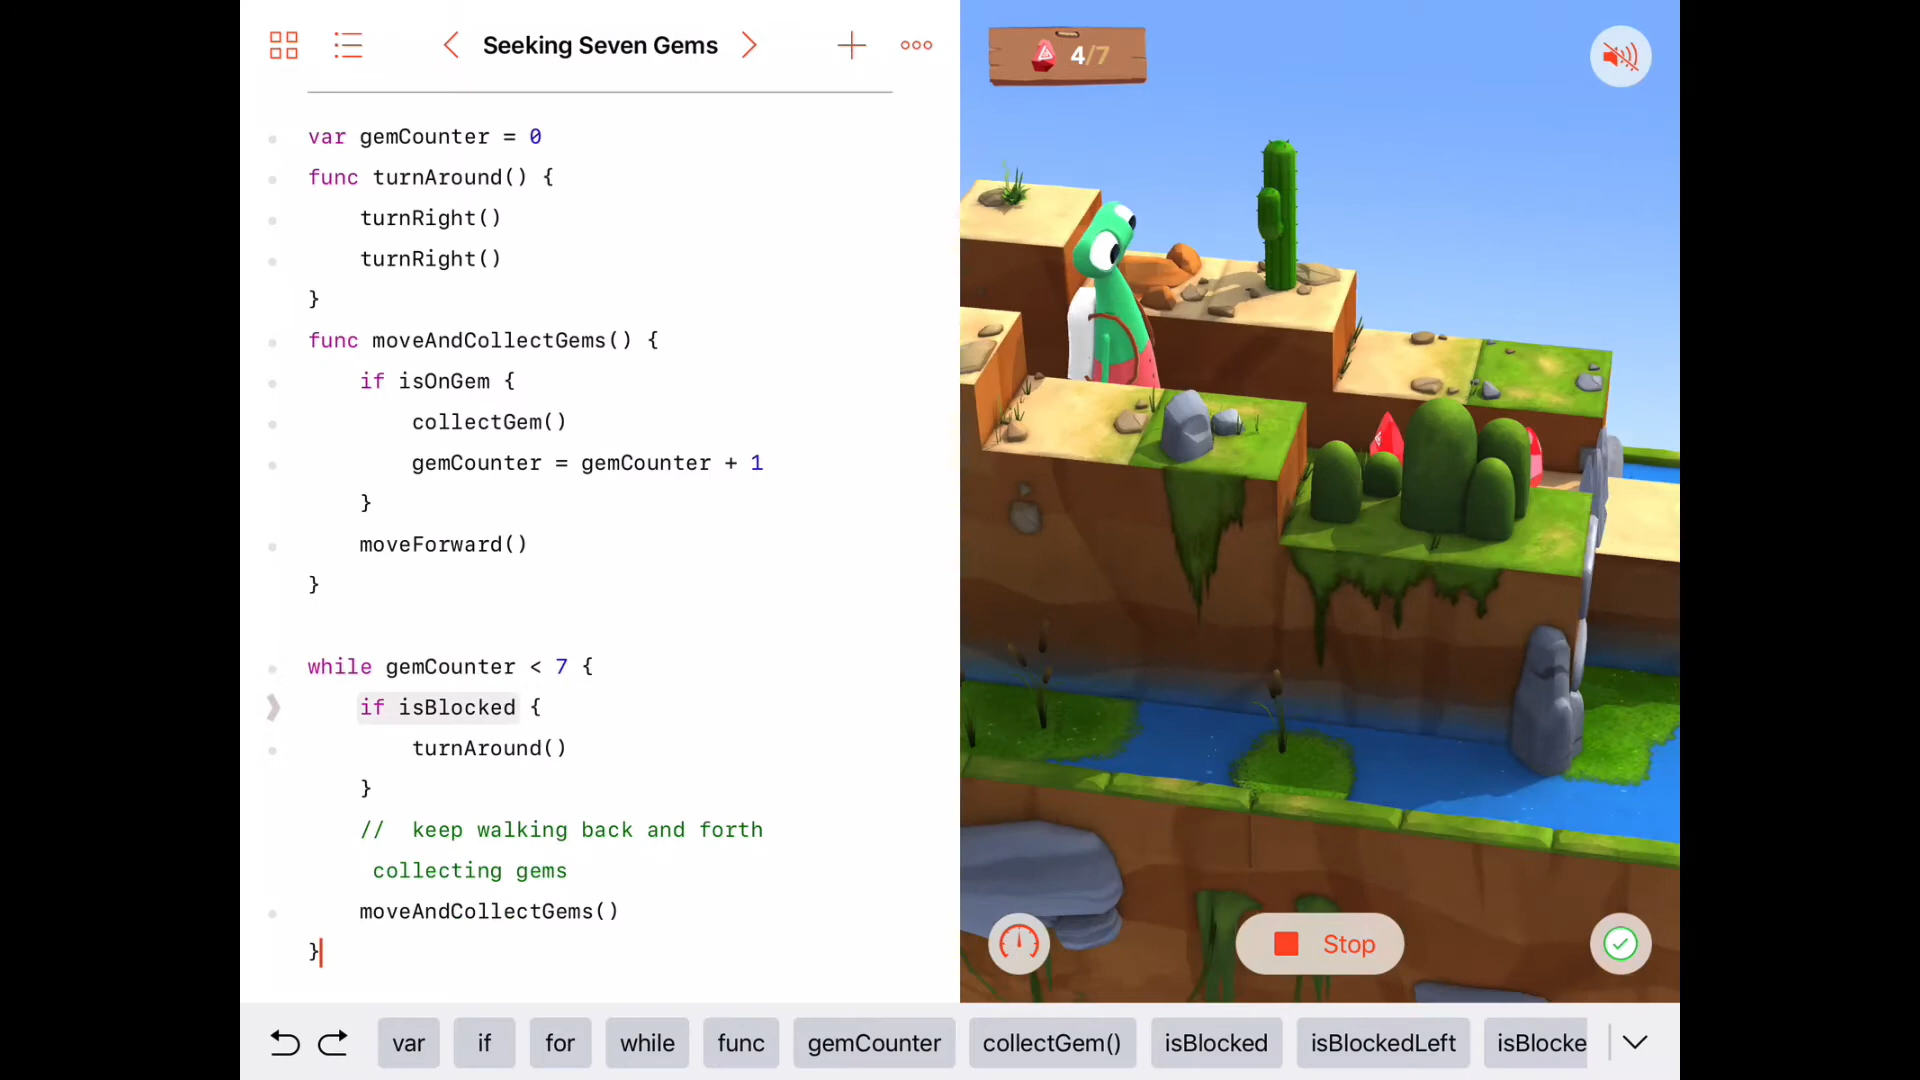 Seeking Seven Gems
var gemCounter = 0
func turnAround() {
turnRight()
turnRight()
}
func moveAndCollectGems() {
if isOnGem {
collectGem()
gemCounter = gemCounter + 1
}
moveForward()
}
while gemCounter < 7 {
if isBlocked {
turnAround()
}
// keep walking back and forth
collecting gems
moveAndCollectGems()
}
4/7
Stop
var if for while func gemCounter collectGem() isBlocked isBlockedLeft isBlocke